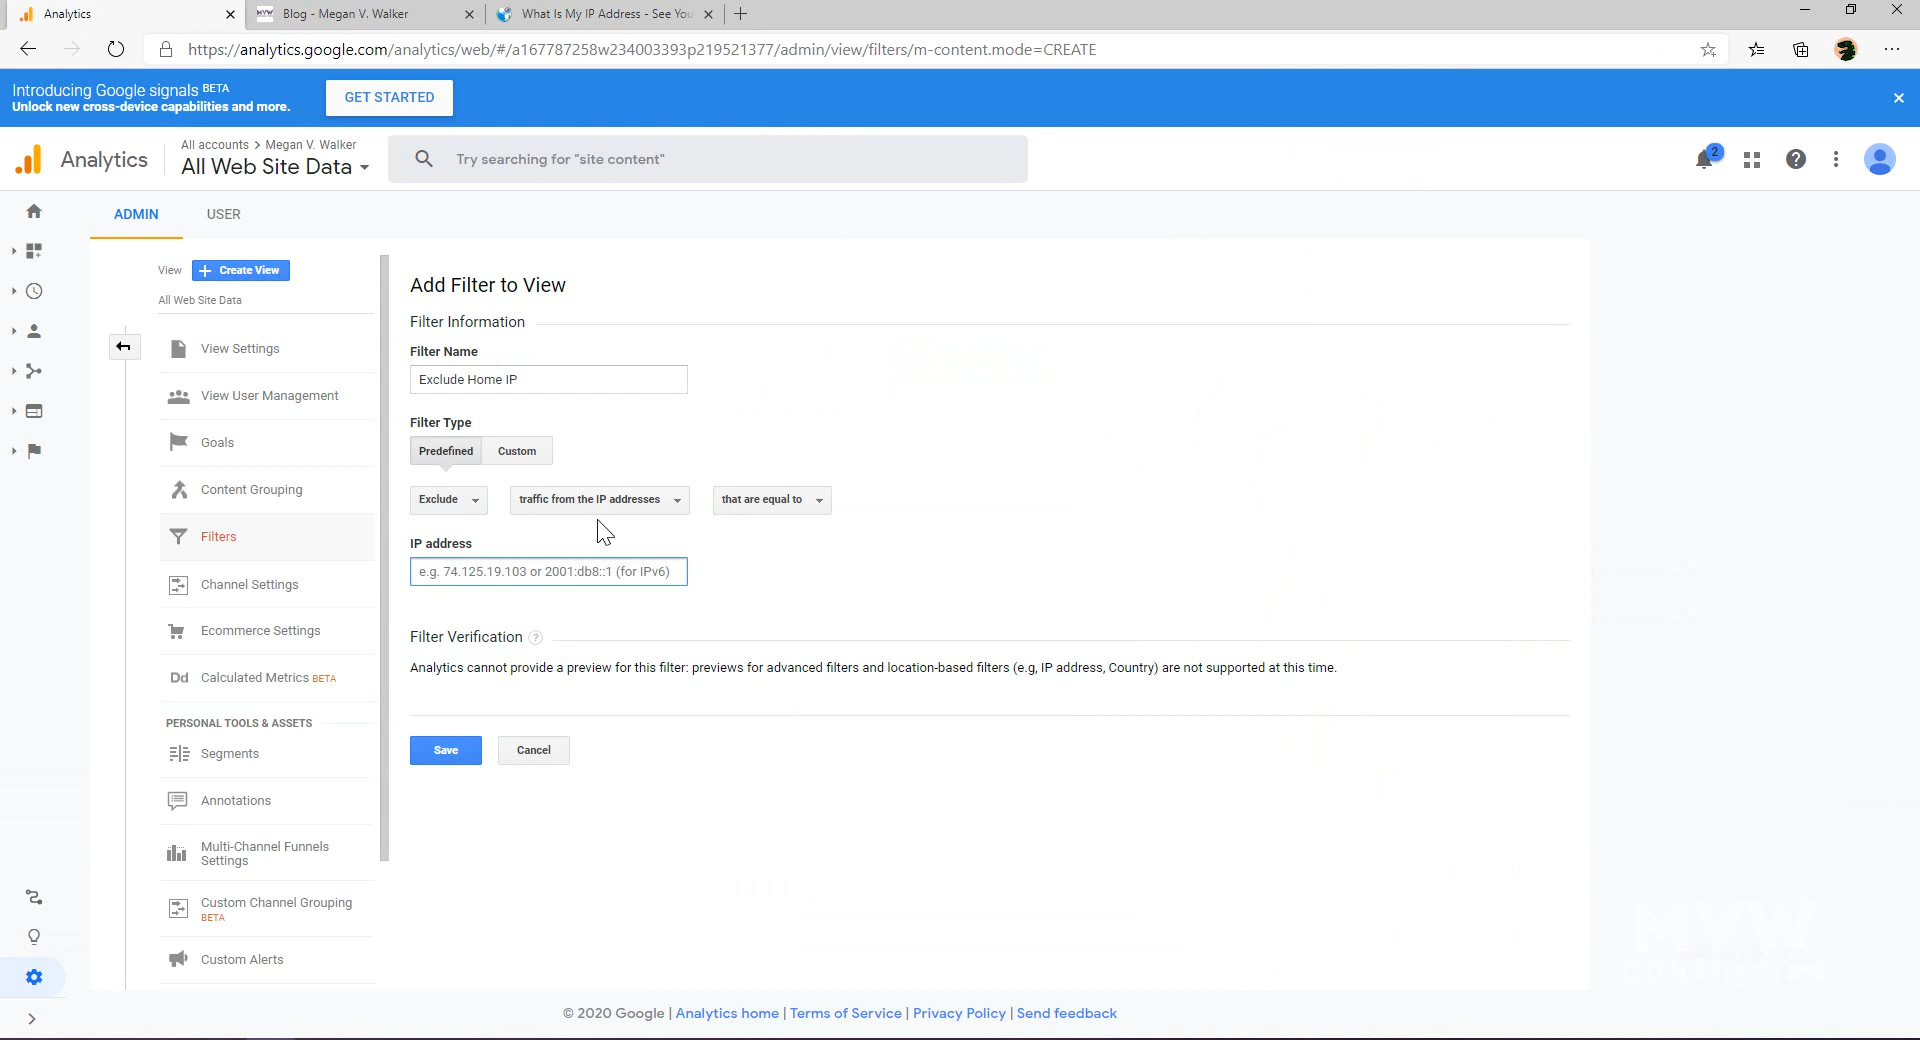 Analytics
Blog - Megan V. Walker
What Is My IP Address - See You
https://analytics.google.com/analytics/web/#/a167787258w234003393p219521377/admin/view/filters/m-content.mode=CREATE
Introducing Google signals BETA
Unlock new cross-device capabilities and more.
GET STARTED
Analytics
All accounts > Megan V. Walker
All Web Site Data
Try searching for "site content"
2
ADMIN
USER
View
Create View
All Web Site Data
View Settings
View User Management
Goals
Content Grouping
Filters
Channel Settings
Ecommerce Settings
Dd Calculated Metrics BETA
PERSONAL TOOLS & ASSETS
Segments
Annotations
Multi-Channel Funnels
Settings
Custom Channel Grouping
BETA
Custom Alerts
Add Filter to View
Filter Information
Filter Name
Exclude Home IP
Filter Type
Predefined
Custom
Exclude
traffic from the IP addresses
that are equal to
IP address
e.g. 74.125.19.103 or 2001:db8::1 (for IPv6)
Filter Verification ?
Analytics cannot provide a preview for this filter: previews for advanced filters and location-based filters (e.g, IP address, Country) are not supported at this time.
Save
Cancel
© 2020 Google | Analytics home | Terms of Service | Privacy Policy | Send feedback